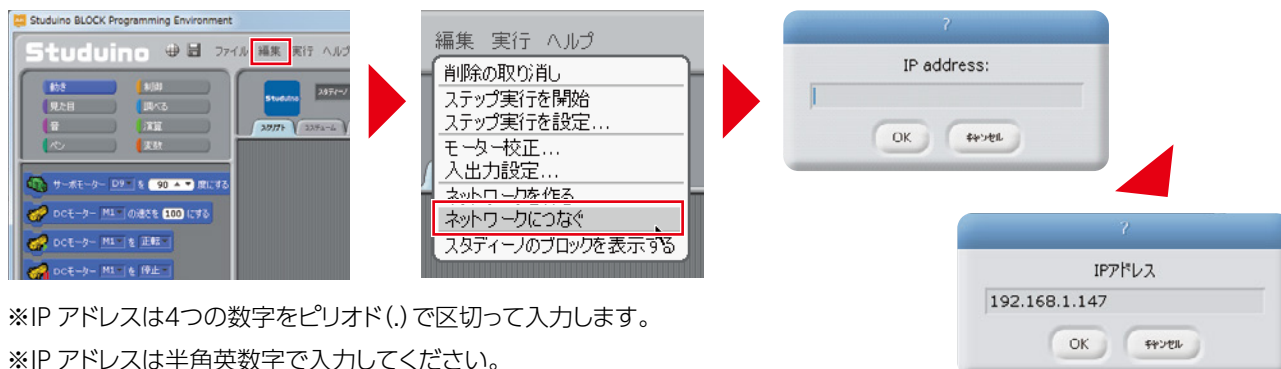 Studuino BLOCK Programming Environment
Studuino ファイル 編集 実行 ヘルプ
動き 制御
見た目 調べる
音 演算
ペン 変数
Studuino
スクリプト コスチューム
サーボモーター D9 を 90 度にする
DCモーター M1 の速さを 100 にする
DCモーター M1 を 正転
DCモーター M1 を 停止
編集 実行 ヘルプ
削除の取り消し
ステップ実行を開始
ステップ実行を設定...
モーター校正...
入出力設定...
ネットワークを作る
ネットワークにつなぐ
スタディーノのブロックを表示する
?
IP address:
OK キャンセル
?
IPアドレス
192.168.1.147
OK キャンセル
※IP アドレスは4つの数字をピリオド(.)で区切って入力します。
※IP アドレスは半角英数字で入力してください。